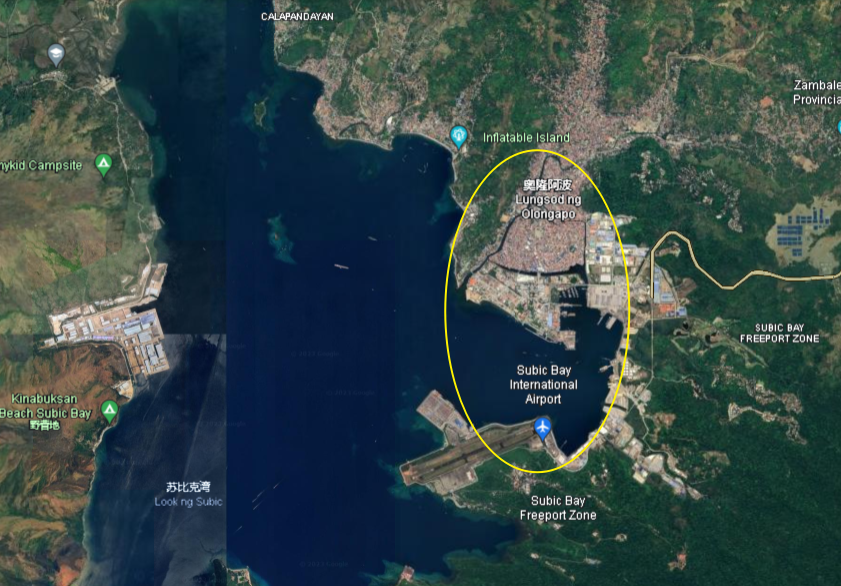 CALAPANDAYAN
Zambale
Provincia
Inflatable Island
nykid Campsite
奥隆阿波
Lungsod ng
Olongapo
SUBIC BAY
FREEPORT ZONE
Subic Bay
International
Airport
Kinabuksan
Beach Subic Bay
野营地
苏比克湾
Look ng Subic
Subic Bay
Freeport Zone